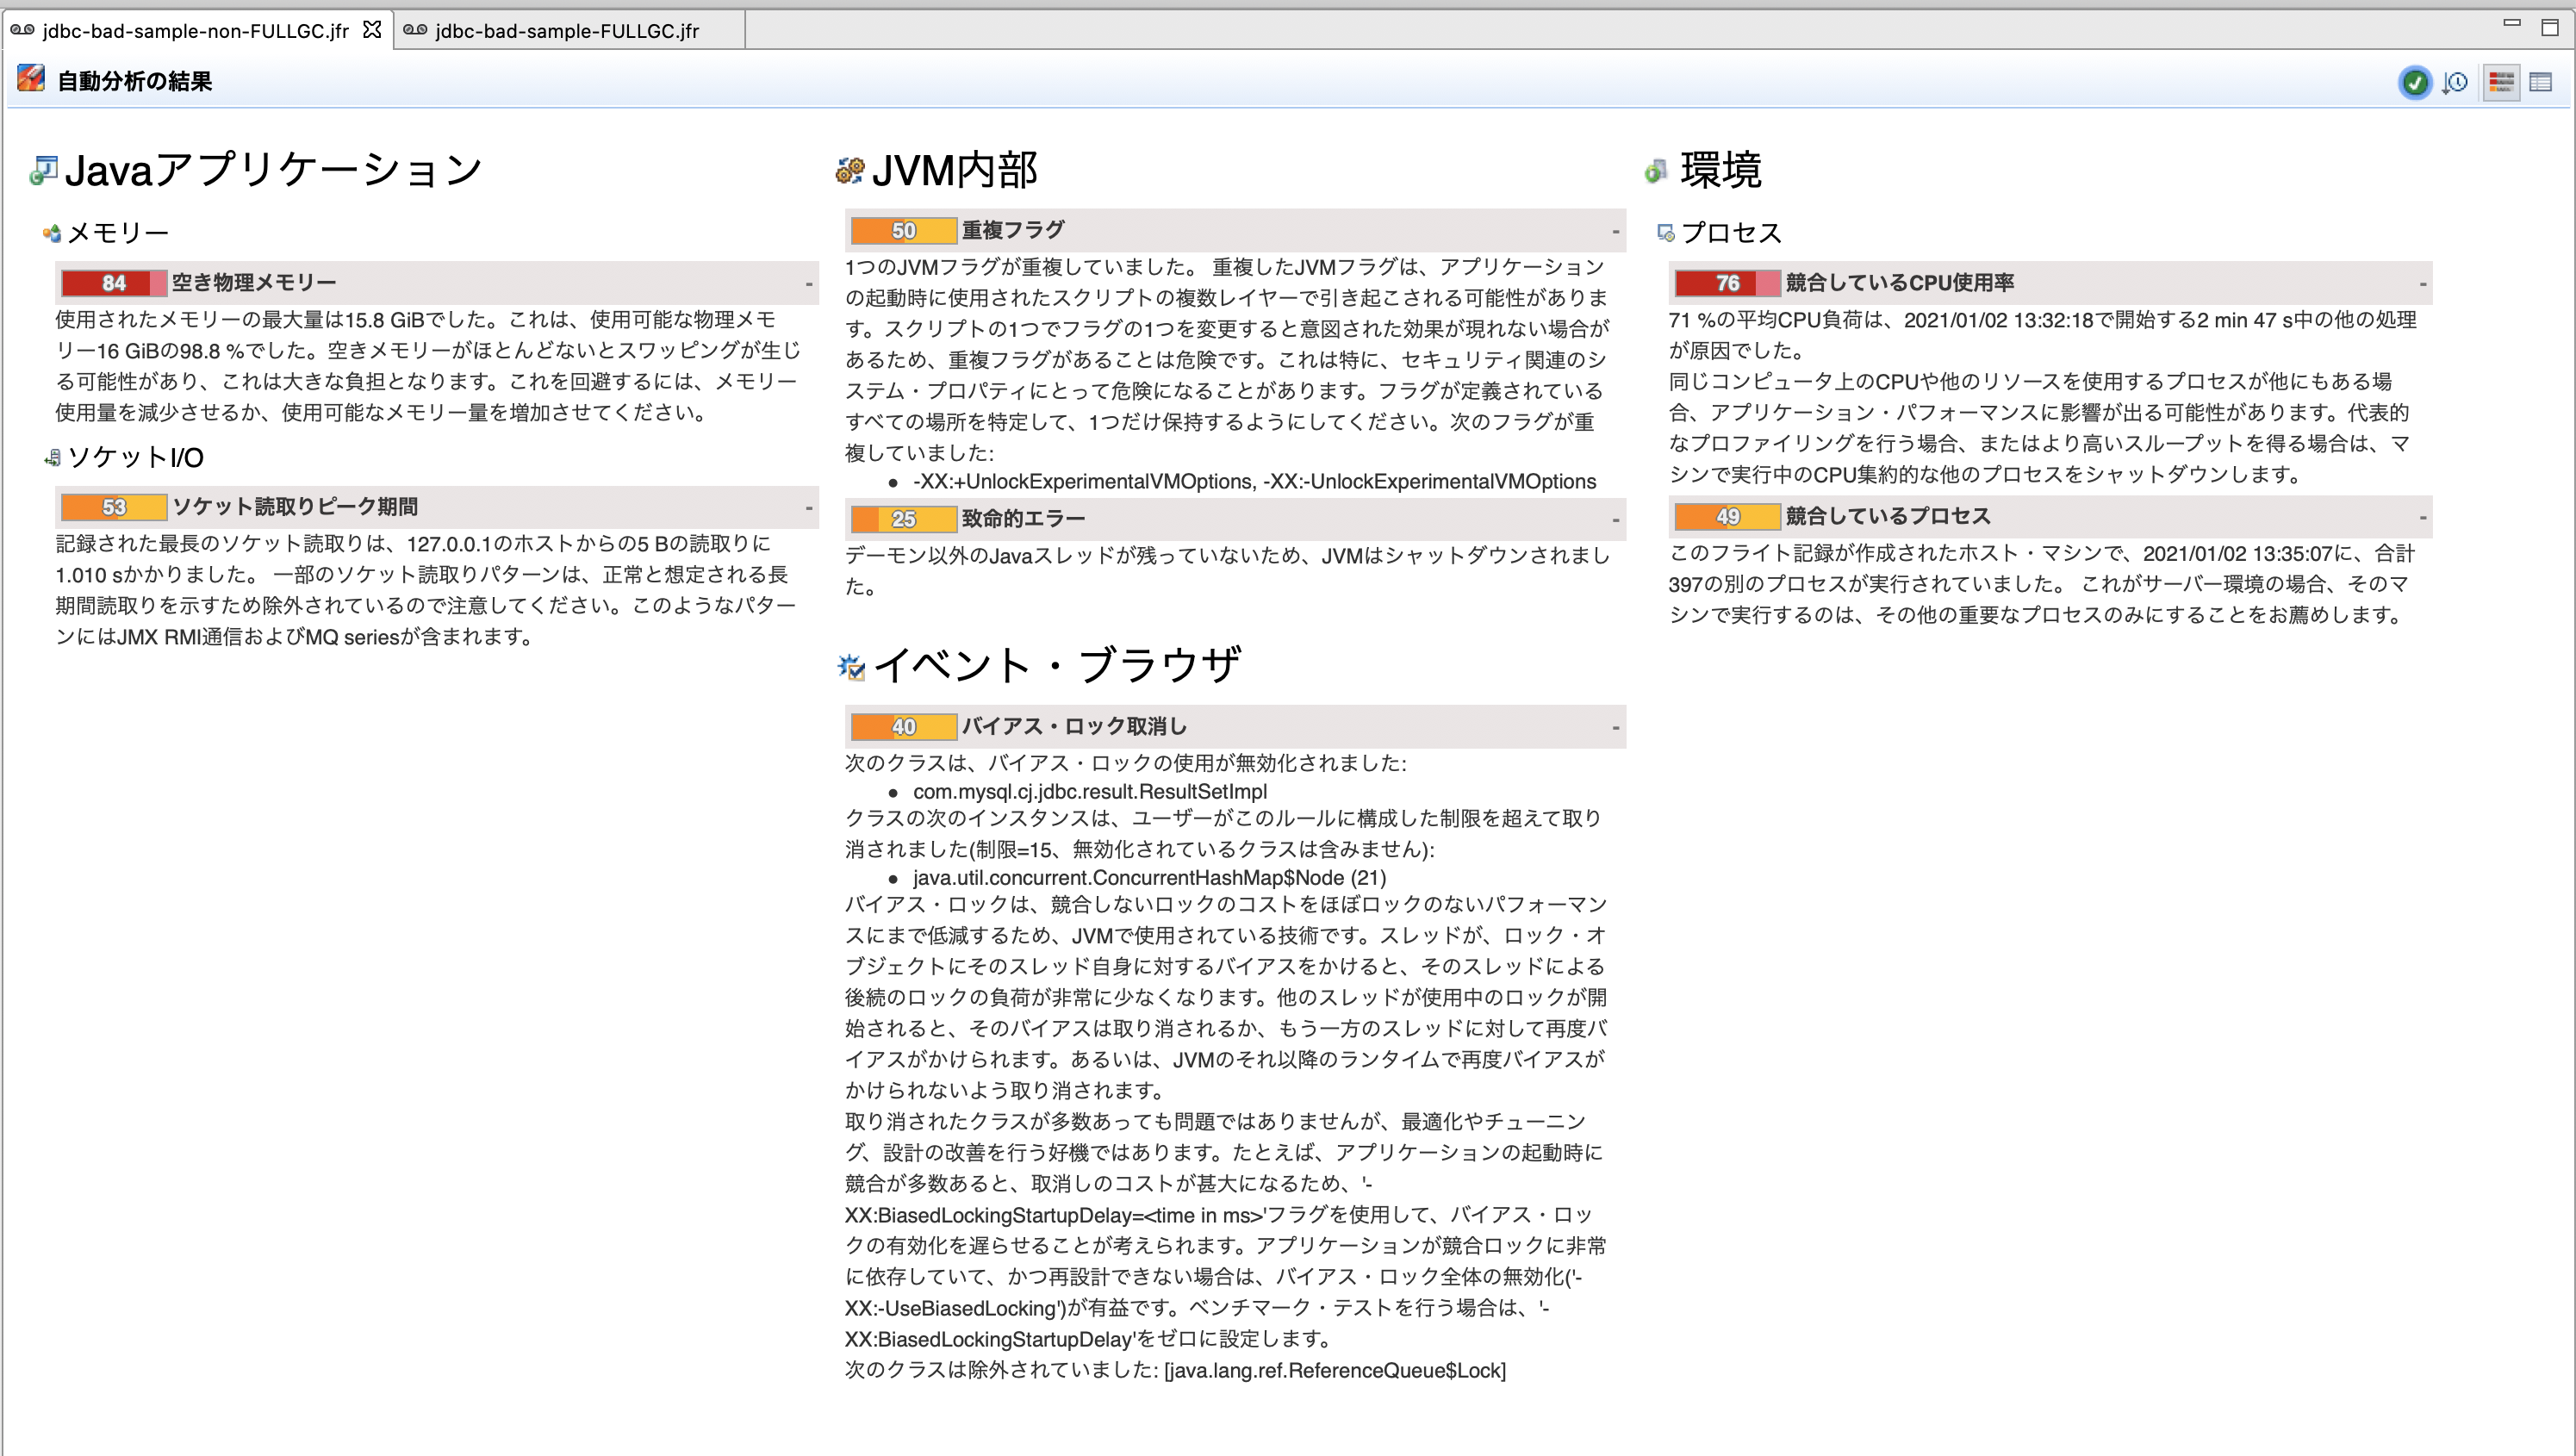 jdbc-bad-sample-non-FULLGC.jfr
jdbc-bad-sample-FULLGC.jfr
自動分析の結果
Javaアプリケーション
メモリー
84 空き物理メモリー -
使用されたメモリーの最大量は15.8 GiBでした。これは、使用可能な物理メモ
リー16 GiBの98.8 %でした。空きメモリーがほとんどないとスワッピングが生じ
る可能性があり、これは大きな負担となります。これを回避するには、メモリー
使用量を減少させるか、使用可能なメモリー量を増加させてください。
ソケットI/O
53 ソケット読取りピーク期間 -
記録された最長のソケット読取りは、127.0.0.1のホストからの5 Bの読取りに
1.010 sかかりました。 一部のソケット読取りパターンは、正常と想定される長
期間読取りを示すため除外されているので注意してください。このようなパター
ンにはJMX RMI通信およびMQ seriesが含まれます。
JVM内部
50 重複フラグ -
1つのJVMフラグが重複していました。 重複したJVMフラグは、アプリケーション
の起動時に使用されたスクリプトの複数レイヤーで引き起こされる可能性がありま
す。スクリプトの1つでフラグの1つを変更すると意図された効果が現れない場合が
あるため、重複フラグがあることは危険です。これは特に、セキュリティ関連のシ
ステム・プロパティにとって危険になることがあります。フラグが定義されている
すべての場所を特定して、1つだけ保持するようにしてください。次のフラグが重
複していました:
● -XX:+UnlockExperimentalVMOptions, -XX:-UnlockExperimentalVMOptions
25 致命的エラー -
デーモン以外のJavaスレッドが残っていないため、JVMはシャットダウンされまし
た。
イベント・ブラウザ
40 バイアス・ロック取消し -
次のクラスは、バイアス・ロックの使用が無効化されました:
● com.mysql.cj.jdbc.result.ResultSetImpl
クラスの次のインスタンスは、ユーザーがこのルールに構成した制限を超えて取り
消されました(制限=15、無効化されているクラスは含みません):
● java.util.concurrent.ConcurrentHashMap$Node (21)
バイアス・ロックは、競合しないロックのコストをほぼロックのないパフォーマン
スにまで低減するため、JVMで使用されている技術です。スレッドが、ロック・オ
ブジェクトにそのスレッド自身に対するバイアスをかけると、そのスレッドによる
後続のロックの負荷が非常に少なくなります。他のスレッドが使用中のロックが開
始されると、そのバイアスは取り消されるか、もう一方のスレッドに対して再度バ
イアスがかけられます。あるいは、JVMのそれ以降のランタイムで再度バイアスが
かけられないよう取り消されます。
取り消されたクラスが多数あっても問題ではありませんが、最適化やチューニン
グ、設計の改善を行う好機ではあります。たとえば、アプリケーションの起動時に
競合が多数あると、取消しのコストが甚大になるため、'-
XX:BiasedLockingStartupDelay=<time in ms>'フラグを使用して、バイアス・ロッ
クの有効化を遅らせることが考えられます。アプリケーションが競合ロックに非常
に依存していて、かつ再設計できない場合は、バイアス・ロック全体の無効化('-
XX:-UseBiasedLocking')が有益です。ベンチマーク・テストを行う場合は、'-
XX:BiasedLockingStartupDelay'をゼロに設定します。
次のクラスは除外されていました: [java.lang.ref.ReferenceQueue$Lock]
環境
プロセス
76 競合しているCPU使用率 -
71 %の平均CPU負荷は、2021/01/02 13:32:18で開始する2 min 47 s中の他の処理
が原因でした。
同じコンピュータ上のCPUや他のリソースを使用するプロセスが他にもある場
合、アプリケーション・パフォーマンスに影響が出る可能性があります。代表的
なプロファイリングを行う場合、またはより高いスループットを得る場合は、マ
シンで実行中のCPU集約的な他のプロセスをシャットダウンします。
49 競合しているプロセス -
このフライト記録が作成されたホスト・マシンで、2021/01/02 13:35:07に、合計
397の別のプロセスが実行されていました。 これがサーバー環境の場合、そのマ
シンで実行するのは、その他の重要なプロセスのみにすることをお薦めします。